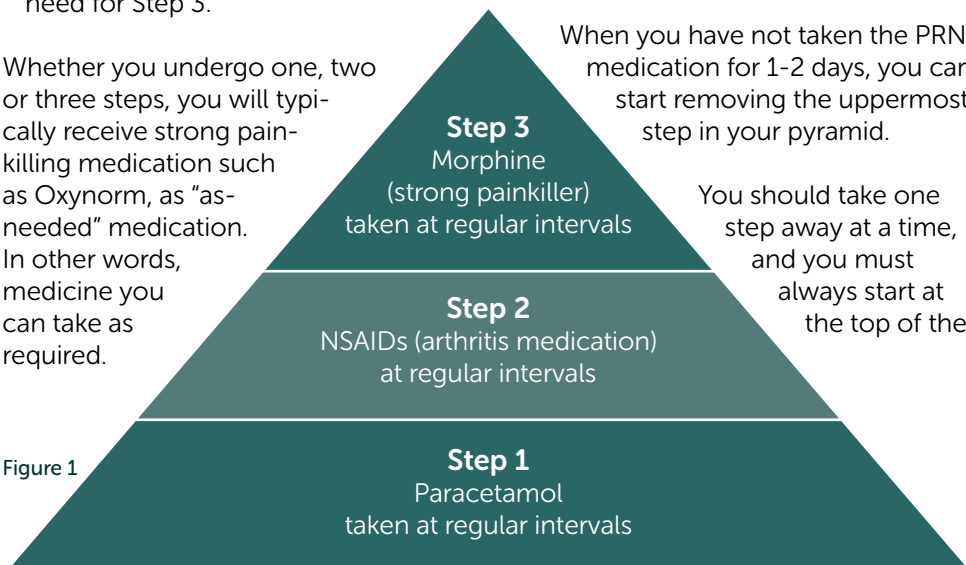 need for Step 3.
Whether you undergo one, two
or three steps, you will typi-
cally receive strong pain-
killing medication such
as Oxynorm, as “as-
needed” medication.
In other words,
medicine you
can take as
required.
Figure 1
Step 3
Morphine
(strong painkiller)
taken at regular intervals
Step 2
NSAIDs (arthritis medication)
at regular intervals
Step 1
Paracetamol
taken at regular intervals
When you have not taken the PRN
medication for 1-2 days, you can
start removing the uppermost
step in your pyramid.
You should take one
step away at a time,
and you must
always start at
the top of the